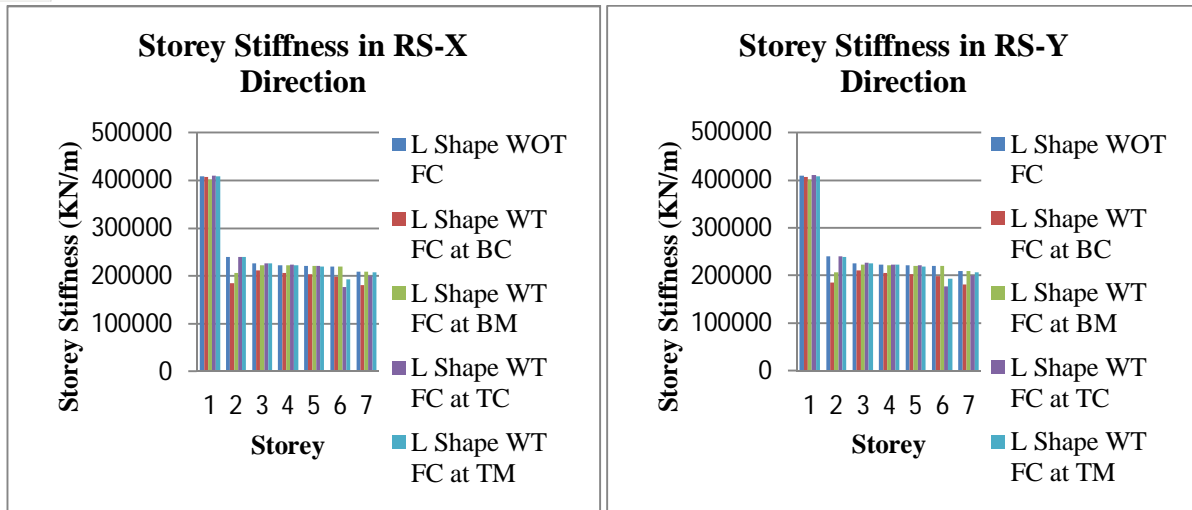 Storey Stiffness in RS-X
Direction
Storey Stiffness (KN/m)
500000
400000
300000
200000
100000
0
1 2 3 4 5 6 7
Storey
L Shape WOT
FC
L Shape WT
FC at BC
L Shape WT
FC at BM
L Shape WT
FC at TC
L Shape WT
FC at TM
Storey Stiffness in RS-Y
Direction
Storey Stiffness (KN/m)
500000
400000
300000
200000
100000
0
1 2 3 4 5 6 7
Storey
L Shape WOT
FC
L Shape WT
FC at BC
L Shape WT
FC at BM
L Shape WT
FC at TC
L Shape WT
FC at TM